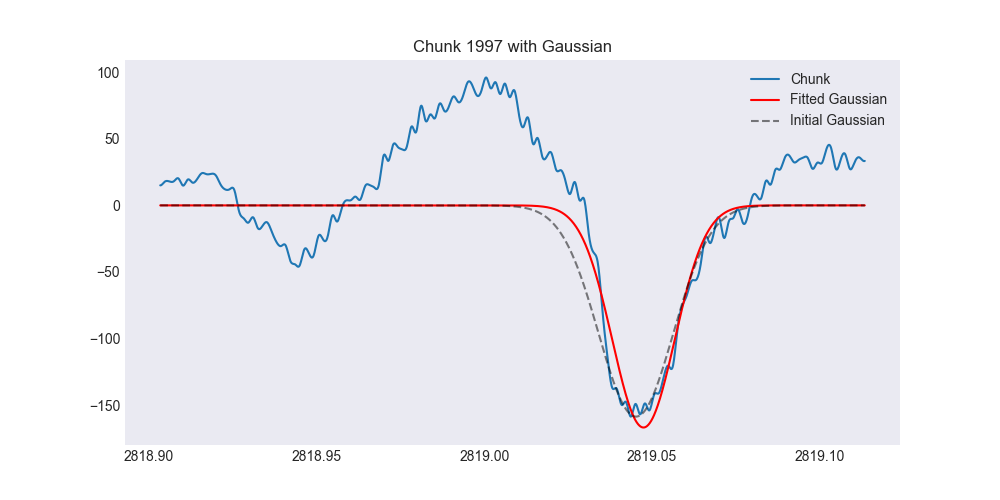 Chunk 1997 with Gaussian
100
50
0
−50
−100
−150
2818.90
2818.95
2819.00
2819.05
2819.10
Chunk
Fitted Gaussian
Initial Gaussian